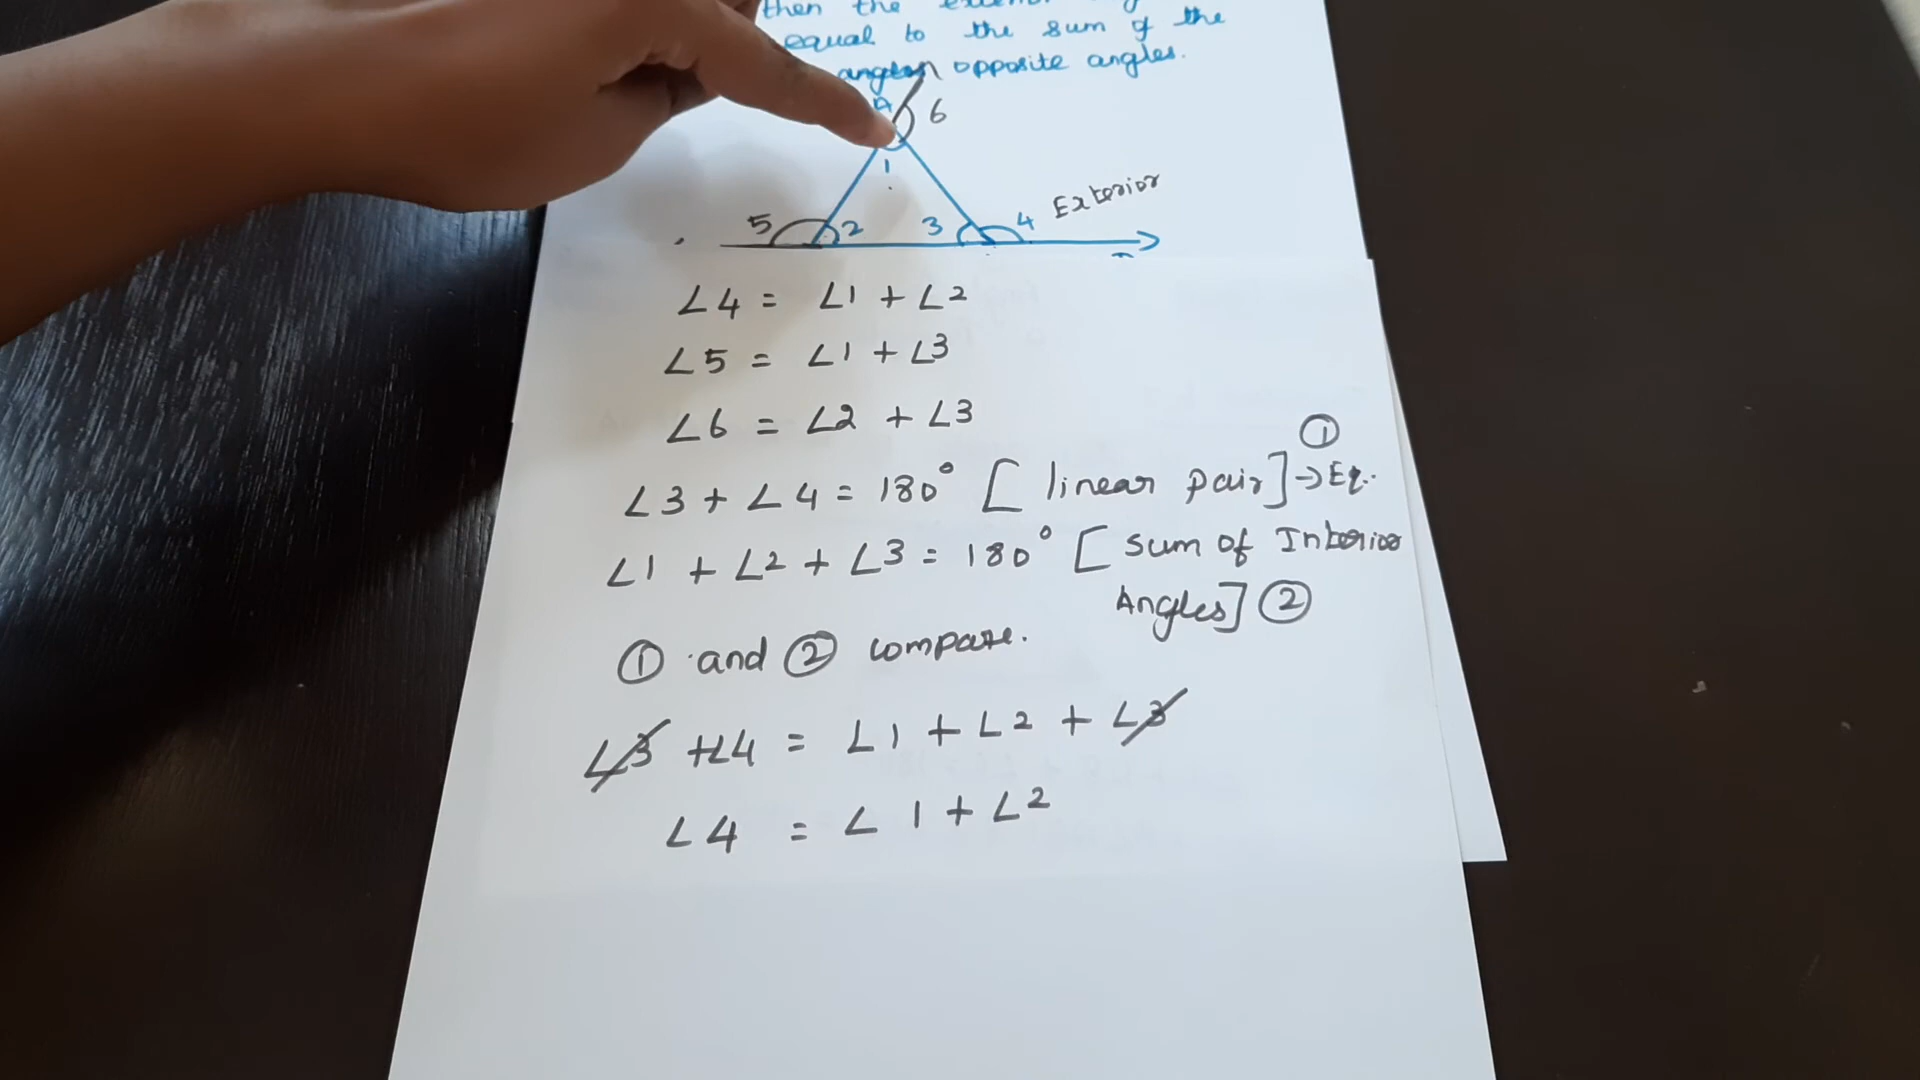 then the
equal to the sum of the
opposite angles.
A
6
1
5 2 3 4 Exterior
∠4 = ∠1 + ∠2
∠5 = ∠1 + ∠3
∠6 = ∠2 + ∠3
∠3 + ∠4 = 180° [ linear pair] → Eq. ①
∠1 + ∠2 + ∠3 = 180° [ sum of Interior
Angles] ②
① and ② compare.
∠3 + ∠4 = ∠1 + ∠2 + ∠3
∠4 = ∠1 + ∠2